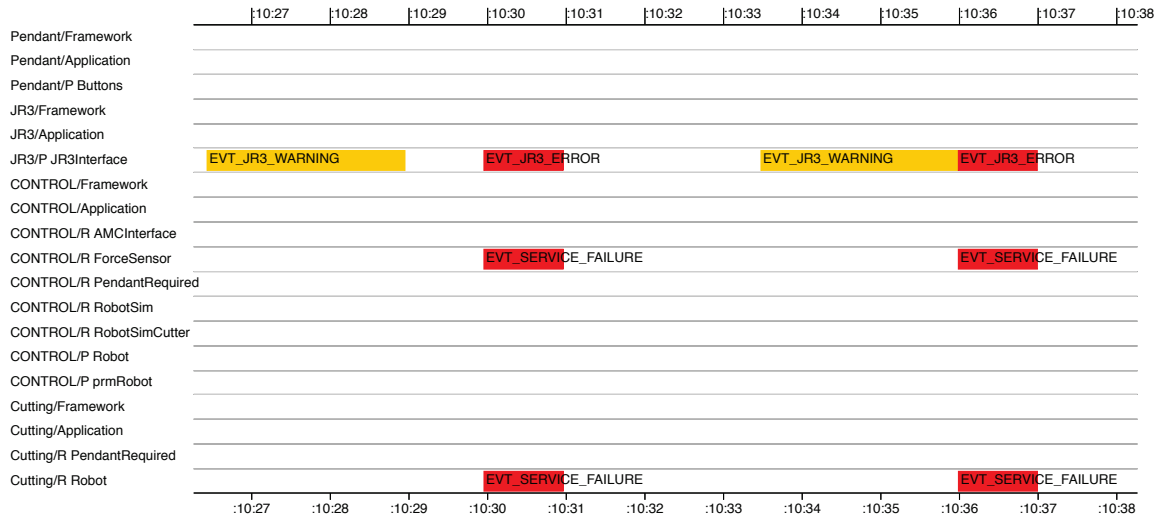 :10:27 :10:28 :10:29 :10:30 :10:31 :10:32 :10:33 :10:34 :10:35 :10:36 :10:37 :10:38
Pendant/Framework
Pendant/Application
Pendant/P Buttons
JR3/Framework
JR3/Application
JR3/P JR3Interface EVT_JR3_WARNING EVT_JR3_ERROR EVT_JR3_WARNING EVT_JR3_ERROR
CONTROL/Framework
CONTROL/Application
CONTROL/R AMCInterface
CONTROL/R ForceSensor EVT_SERVICE_FAILURE EVT_SERVICE_FAILURE
CONTROL/R PendantRequired
CONTROL/R RobotSim
CONTROL/R RobotSimCutter
CONTROL/P Robot
CONTROL/P prmRobot
Cutting/Framework
Cutting/Application
Cutting/R PendantRequired
Cutting/R Robot EVT_SERVICE_FAILURE EVT_SERVICE_FAILURE
:10:27 :10:28 :10:29 :10:30 :10:31 :10:32 :10:33 :10:34 :10:35 :10:36 :10:37 :10:38